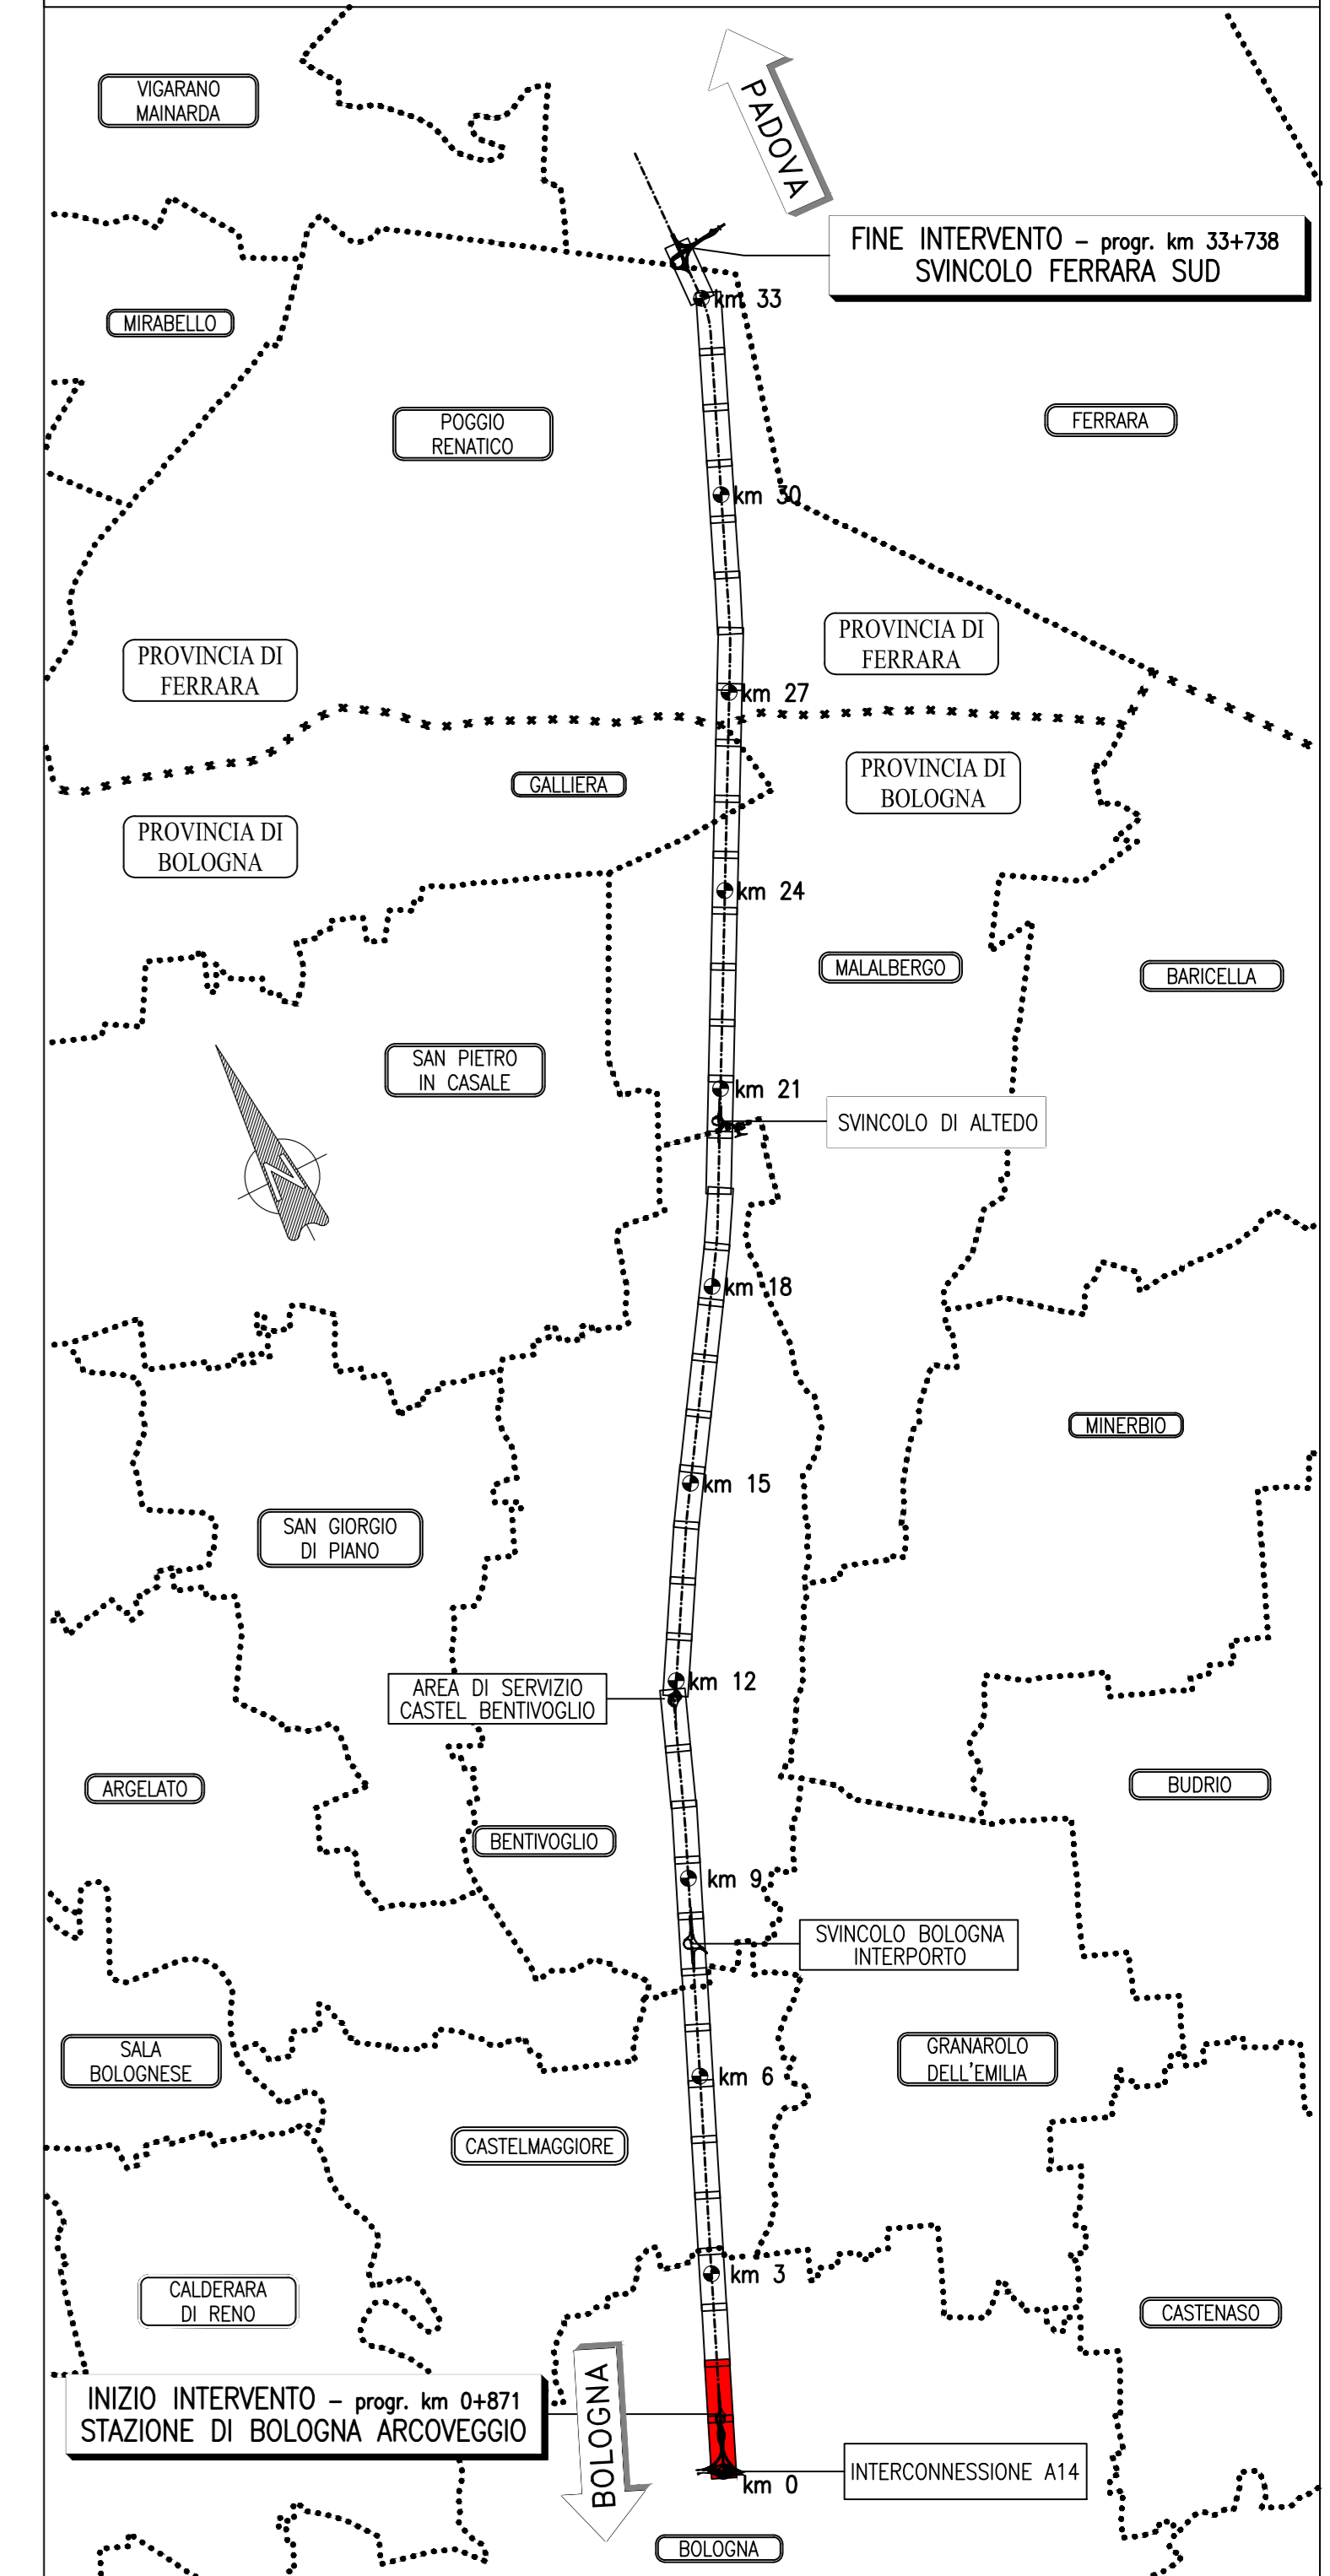 VIGARANO
MAINARDA
PADOVA
FINE INTERVENTO – progr. km 33+738
SVINCOLO FERRARA SUD
km 33
MIRABELLO
POGGIO
RENATICO
FERRARA
km 30
PROVINCIA DI
FERRARA
PROVINCIA DI
FERRARA
km 27
GALLIERA
PROVINCIA DI
BOLOGNA
PROVINCIA DI
BOLOGNA
km 24
MALALBERGO
BARICELLA
SAN PIETRO
IN CASALE
km 21
SVINCOLO DI ALTEDO
N
km 18
MINERBIO
km 15
SAN GIORGIO
DI PIANO
km 12
AREA DI SERVIZIO
CASTEL BENTIVOGLIO
ARGELATO
BUDRIO
BENTIVOGLIO
km 9
SVINCOLO BOLOGNA
INTERPORTO
SALA
BOLOGNESE
GRANAROLO
DELL'EMILIA
km 6
CASTELMAGGIORE
km 3
CALDERARA
DI RENO
CASTENASO
INIZIO INTERVENTO – progr. km 0+871
STAZIONE DI BOLOGNA ARCOVEGGIO
BOLOGNA
INTERCONNESSIONE A14
km 0
BOLOGNA